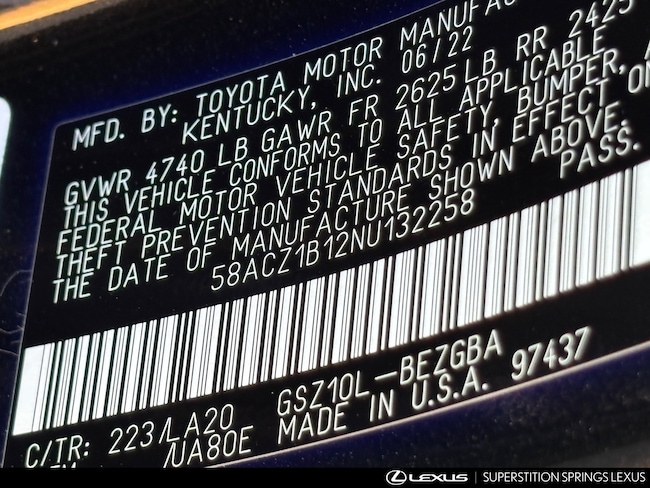 MFD. BY: TOYOTA MOTOR MANUFAC
KENTUCKY, INC. 06/22
GVWR 4740 LB GAWR FR 2625 LB RR 2425
THIS VEHICLE CONFORMS TO ALL APPLICABLE
FEDERAL MOTOR VEHICLE SAFETY, BUMPER, A
THEFT PREVENTION STANDARDS IN EFFECT ON
THE DATE OF MANUFACTURE SHOWN ABOVE.
58ACZ1B12NU132258 PASS.
C/TR: 223/LA20 GSZ10L-BEZGBA
/UA80E MADE IN U.S.A. 97437
LEXUS | SUPERSTITION SPRINGS LEXUS